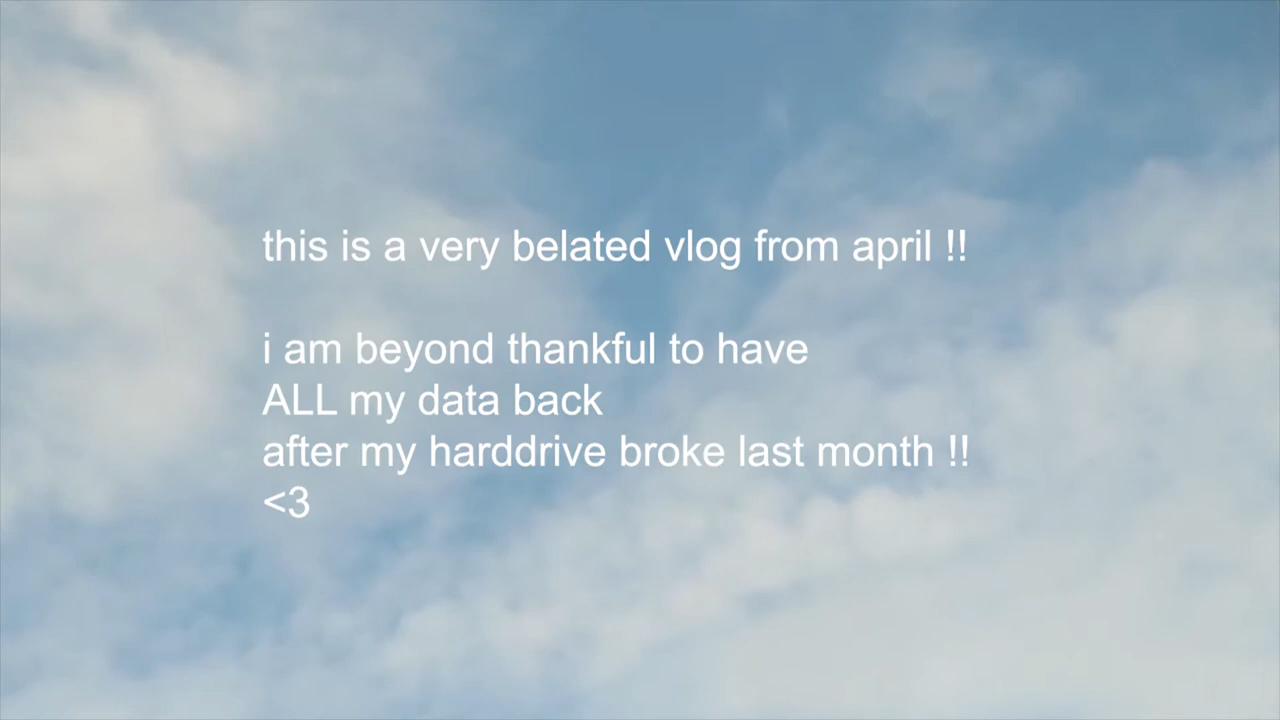 this is a very belated vlog from april !!
i am beyond thankful to have
ALL my data back
after my harddrive broke last month !!
<3